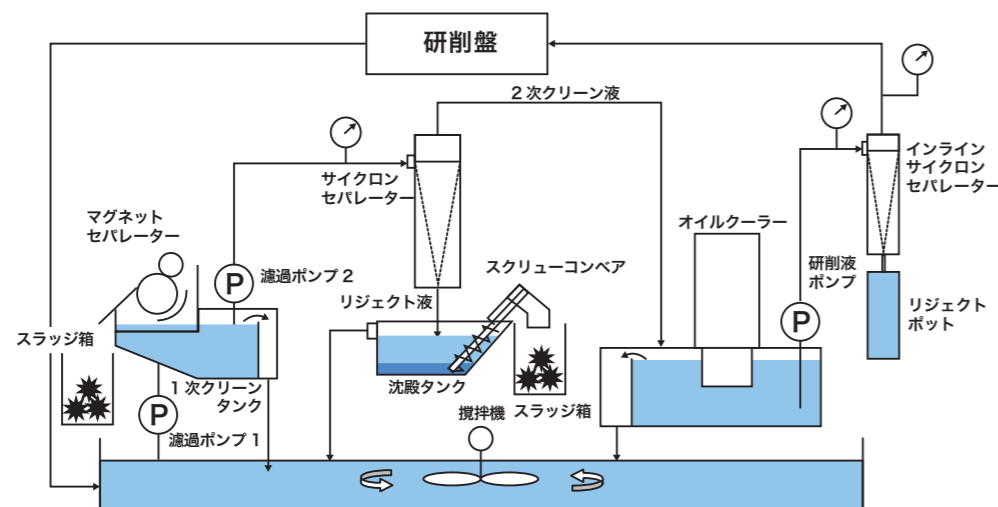 研削盤
2次クリーン液
サイクロン
セパレーター
インライン
サイクロン
セパレーター
マグネット
セパレーター
オイルクーラー
濾過ポンプ2
スクリューコンベア
研削液
ポンプ
P
リジェクト液
リジェクト
ポット
スラッジ箱
P
1次クリーン
タンク
沈殿タンク
スラッジ箱
P
濾過ポンプ1
撹拌機